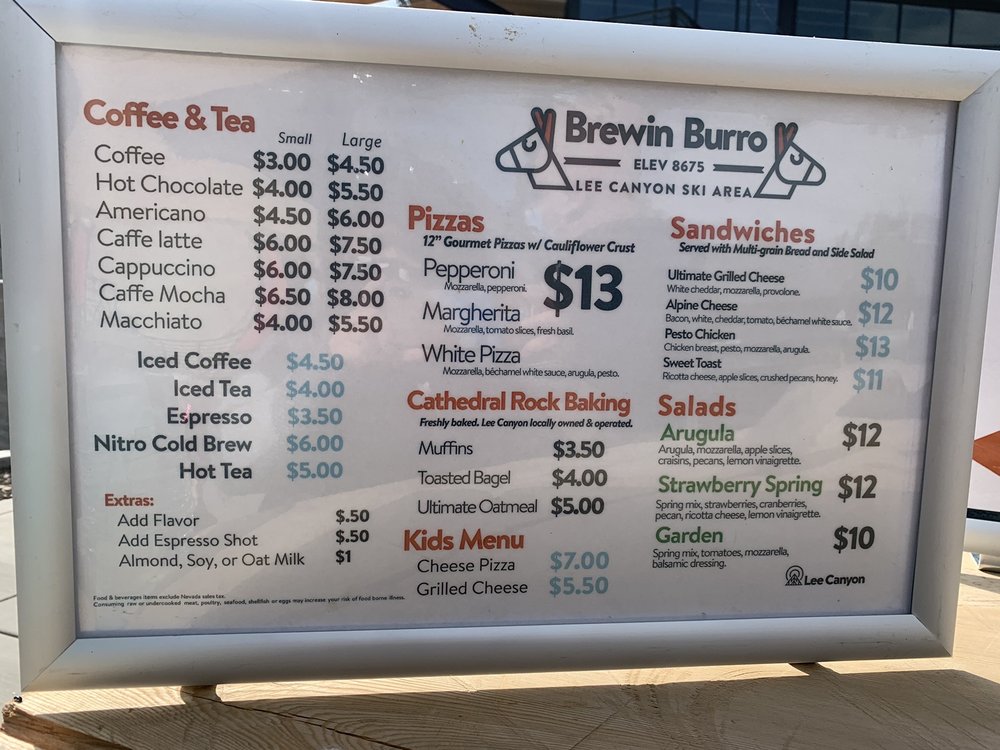 Brewin Burro
ELEV 8675
LEE CANYON SKI AREA
Coffee & Tea
Small Large
Coffee $3.00 $4.50
Hot Chocolate $4.00 $5.50
Americano $4.50 $6.00
Caffe latte $6.00 $7.50
Cappuccino $6.00 $7.50
Caffe Mocha $6.50 $8.00
Macchiato $4.00 $5.50
Iced Coffee $4.50
Iced Tea $4.00
Espresso $3.50
Nitro Cold Brew $6.00
Hot Tea $5.00
Extras:
Add Flavor $.50
Add Espresso Shot $.50
Almond, Soy, or Oat Milk $1
Food & beverages items exclude Nevada sales tax.
Consuming raw or undercooked meat, poultry, seafood, shellfish or eggs may increase your risk of food borne illness.
Pizzas
12" Gourmet Pizzas w/ Cauliflower Crust
Pepperoni $13
Mozzarella, pepperoni.
Margherita
Mozzarella, tomato slices, fresh basil.
White Pizza
Mozzarella, béchamel white sauce, arugula, pesto.
Cathedral Rock Baking
Freshly baked. Lee Canyon locally owned & operated.
Muffins $3.50
Toasted Bagel $4.00
Ultimate Oatmeal $5.00
Kids Menu
Cheese Pizza $7.00
Grilled Cheese $5.50
Sandwiches
Served with Multi-grain Bread and Side Salad
Ultimate Grilled Cheese $10
White cheddar, mozzarella, provolone.
Alpine Cheese $12
Bacon, white, cheddar, tomato, béchamel white sauce.
Pesto Chicken $13
Chicken breast, pesto, mozzarella, arugula.
Sweet Toast $11
Ricotta cheese, apple slices, crushed pecans, honey.
Salads
Arugula $12
Arugula, mozzarella, apple slices,
craisins, pecans, lemon vinaigrette.
Strawberry Spring $12
Spring mix, strawberries, cranberries,
pecan, ricotta cheese, lemon vinaigrette.
Garden $10
Spring mix, tomatoes, mozzarella,
balsamic dressing.
Lee Canyon